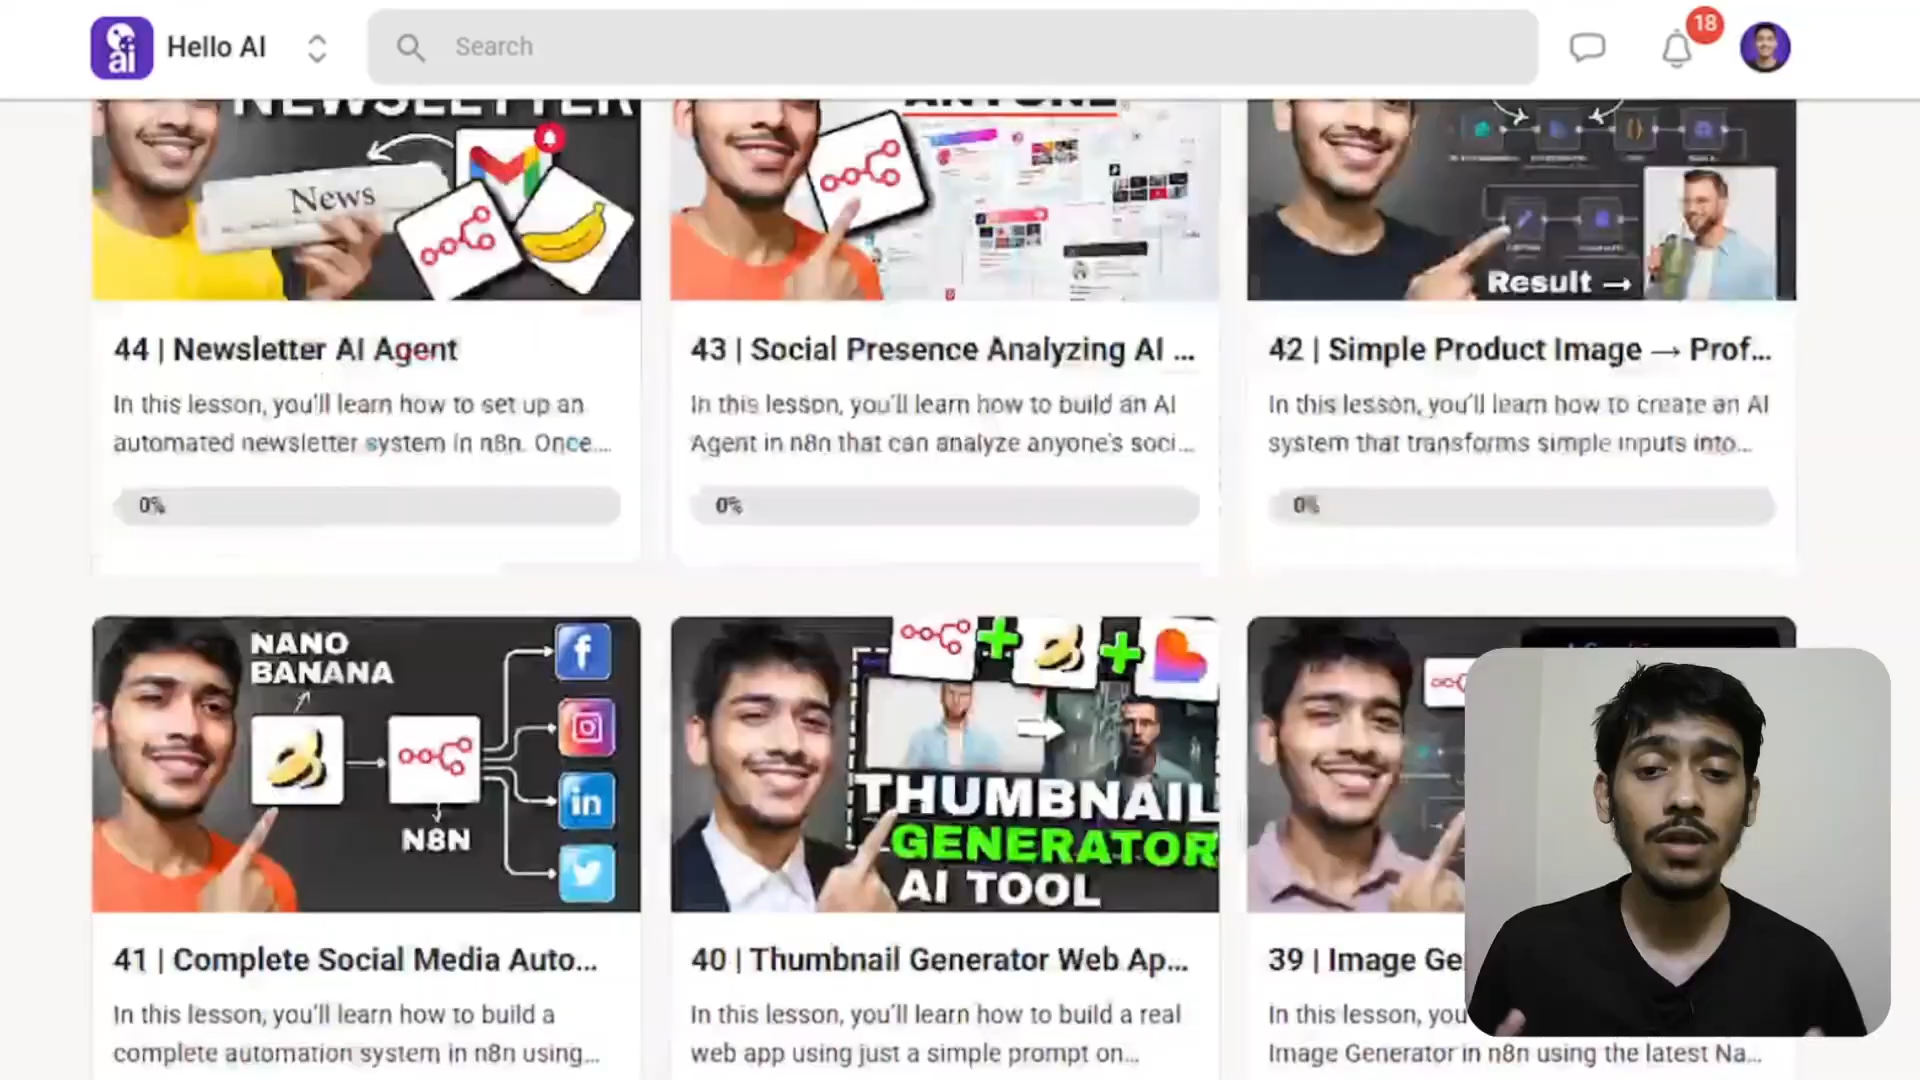 ai
Hello AI
Search
18
NEWSLETTER
News
ANYONE
Result →
44 | Newsletter AI Agent
In this lesson, you'll learn how to set up an
automated newsletter system in n8n. Once....
0%
43 | Social Presence Analyzing AI ...
In this lesson, you'll learn how to build an AI
Agent in n8n that can analyze anyone's soci...
0%
42 | Simple Product Image → Prof...
In this lesson, you'll learn how to create an AI
system that transforms simple inputs into...
0%
NANO
BANANA
N8N
f
in
THUMBNAIL
GENERATOR
AI TOOL
41 | Complete Social Media Auto...
In this lesson, you'll learn how to build a
complete automation system in n8n using...
40 | Thumbnail Generator Web Ap...
In this lesson, you'll learn how to build a real
web app using just a simple prompt on...
39 | Image Ge
In this lesson, you
Image Generator in n8n using the latest Na...